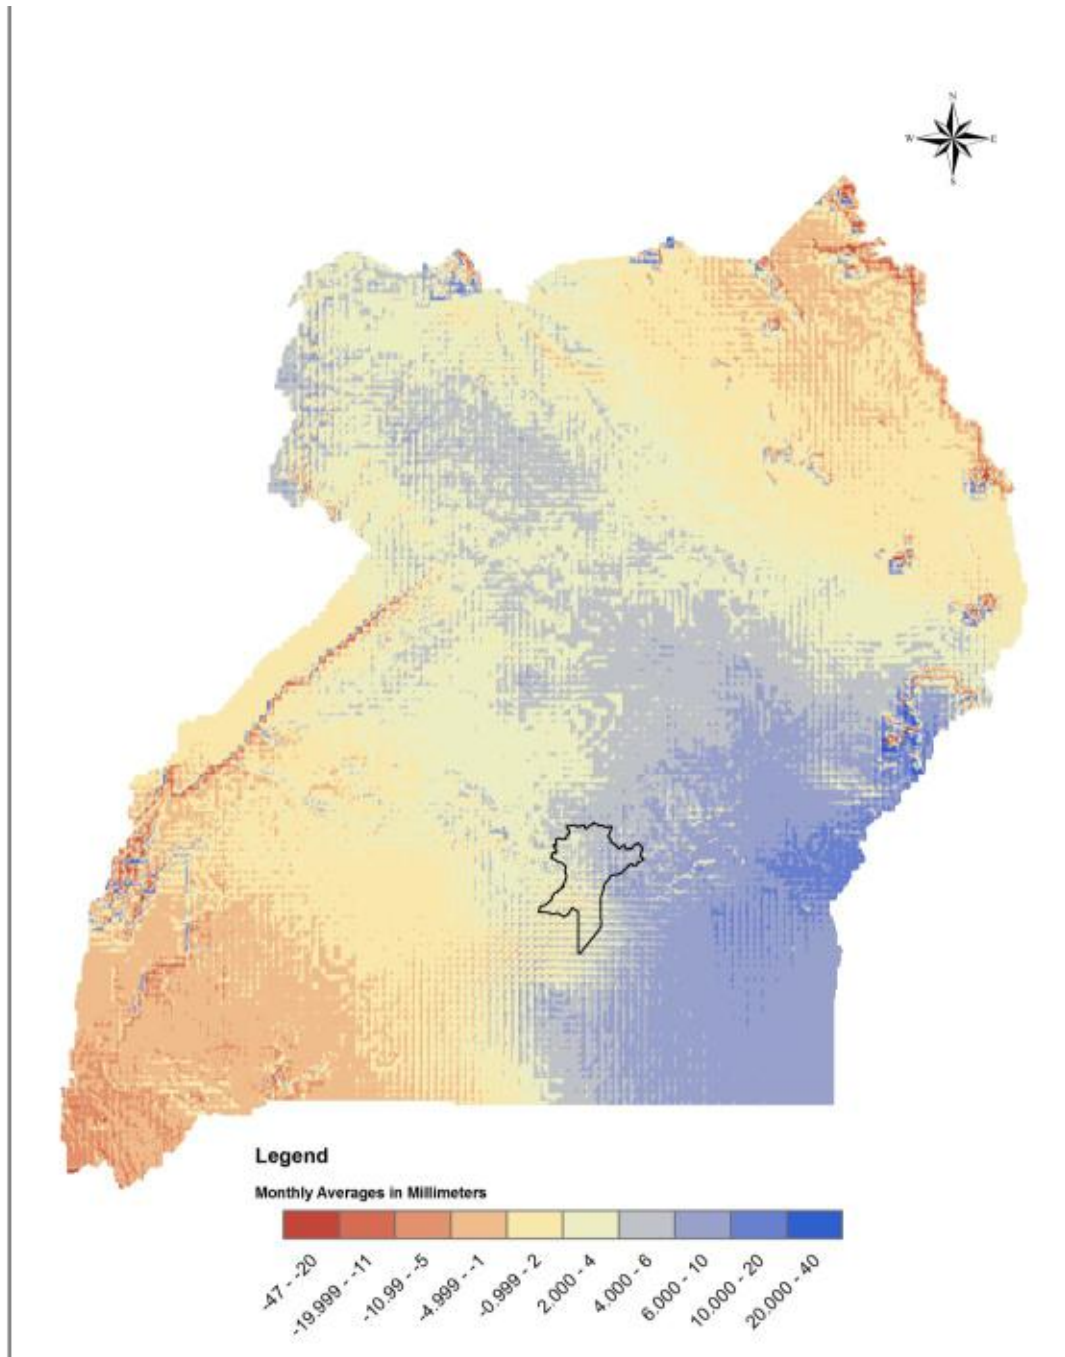 N
W E
S
Legend
Monthly Averages in Millimeters
-47 - -20
-19.999 - -11
-10.99 - -5
-4.999 - -1
-0.999 - 2
2.000 - 4
4.000 - 6
6.000 - 10
10.000 - 20
20.000 - 40